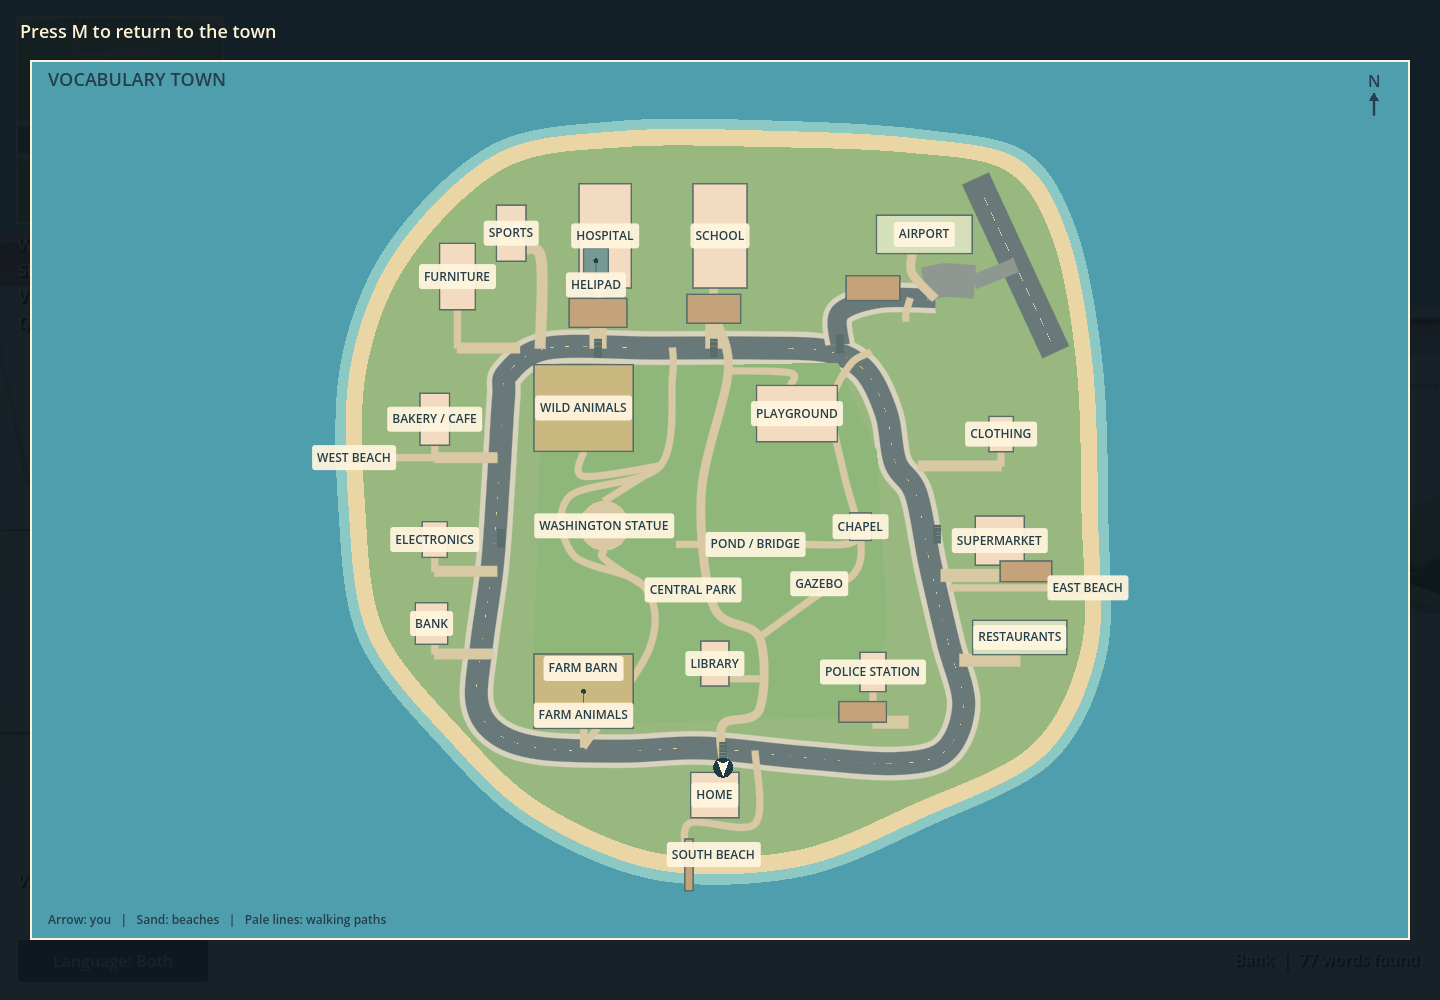 Press M to return to the town
VOCABULARY TOWN
N
SPORTS
HOSPITAL
SCHOOL
AIRPORT
FURNITURE
HELIPAD
WILD ANIMALS
PLAYGROUND
BAKERY / CAFE
CLOTHING
WEST BEACH
WASHINGTON STATUE
CHAPEL
ELECTRONICS
POND / BRIDGE
SUPERMARKET
CENTRAL PARK
GAZEBO
EAST BEACH
BANK
RESTAURANTS
FARM BARN
LIBRARY
POLICE STATION
FARM ANIMALS
HOME
SOUTH BEACH
Arrow: you | Sand: beaches | Pale lines: walking paths
Language: Both
Bank | 77 words found